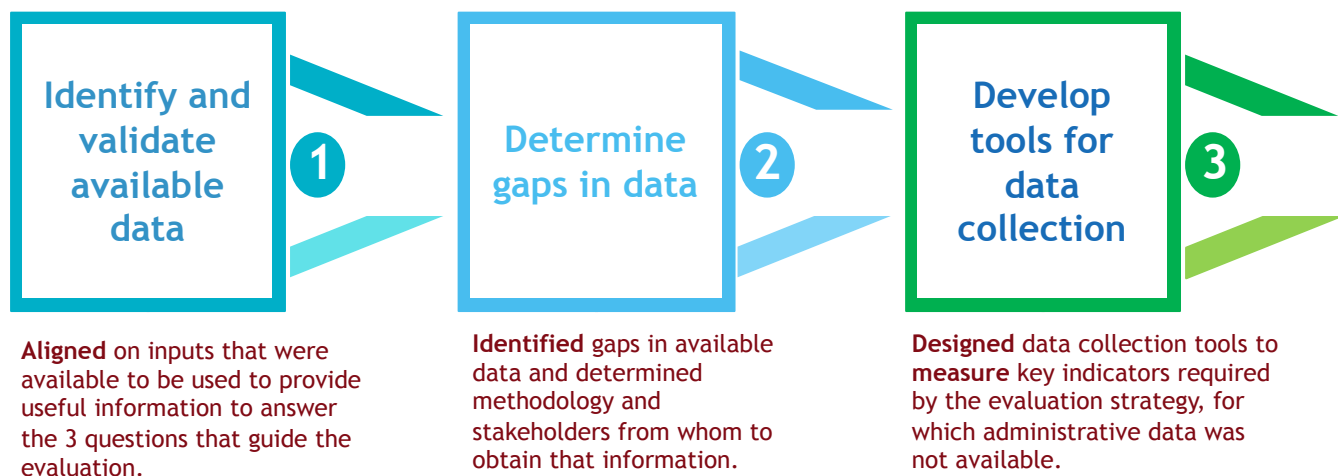 Identify and
validate
available
data
1
Aligned on inputs that were
available to be used to provide
useful information to answer
the 3 questions that guide the
evaluation.
Determine
gaps in data
2
Identified gaps in available
data and determined
methodology and
stakeholders from whom to
obtain that information.
Develop
tools for
data
collection
3
Designed data collection tools to
measure key indicators required
by the evaluation strategy, for
which administrative data was
not available.